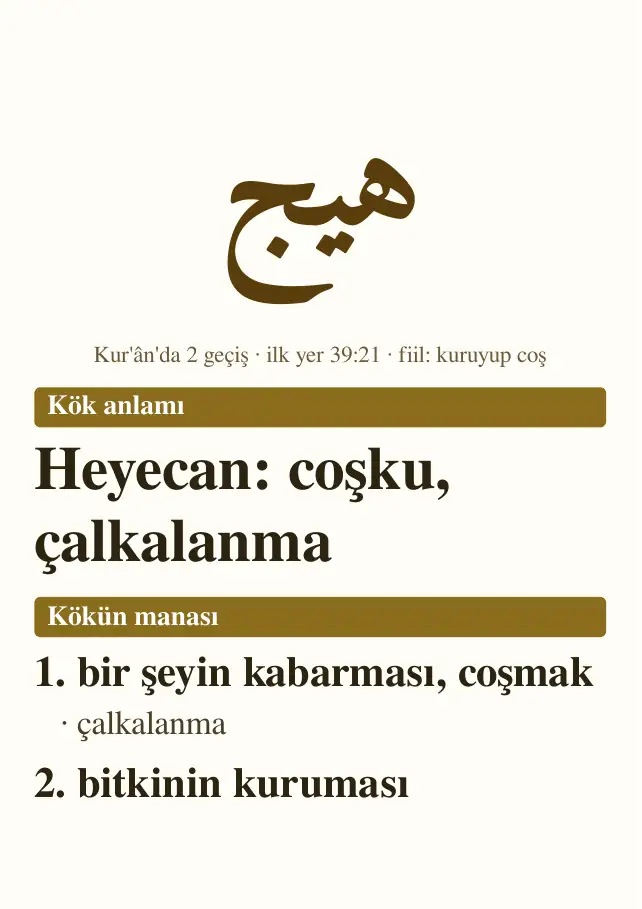 هيج
Kur'ân'da 2 geçiş · ilk yer 39:21 · fiil: kuruyup coş
Kök anlamı
Heyecan: coşku,
çalkalanma
Kökün manası
1. bir şeyin kabarması, coşmak
· çalkalanma
2. bitkinin kuruması